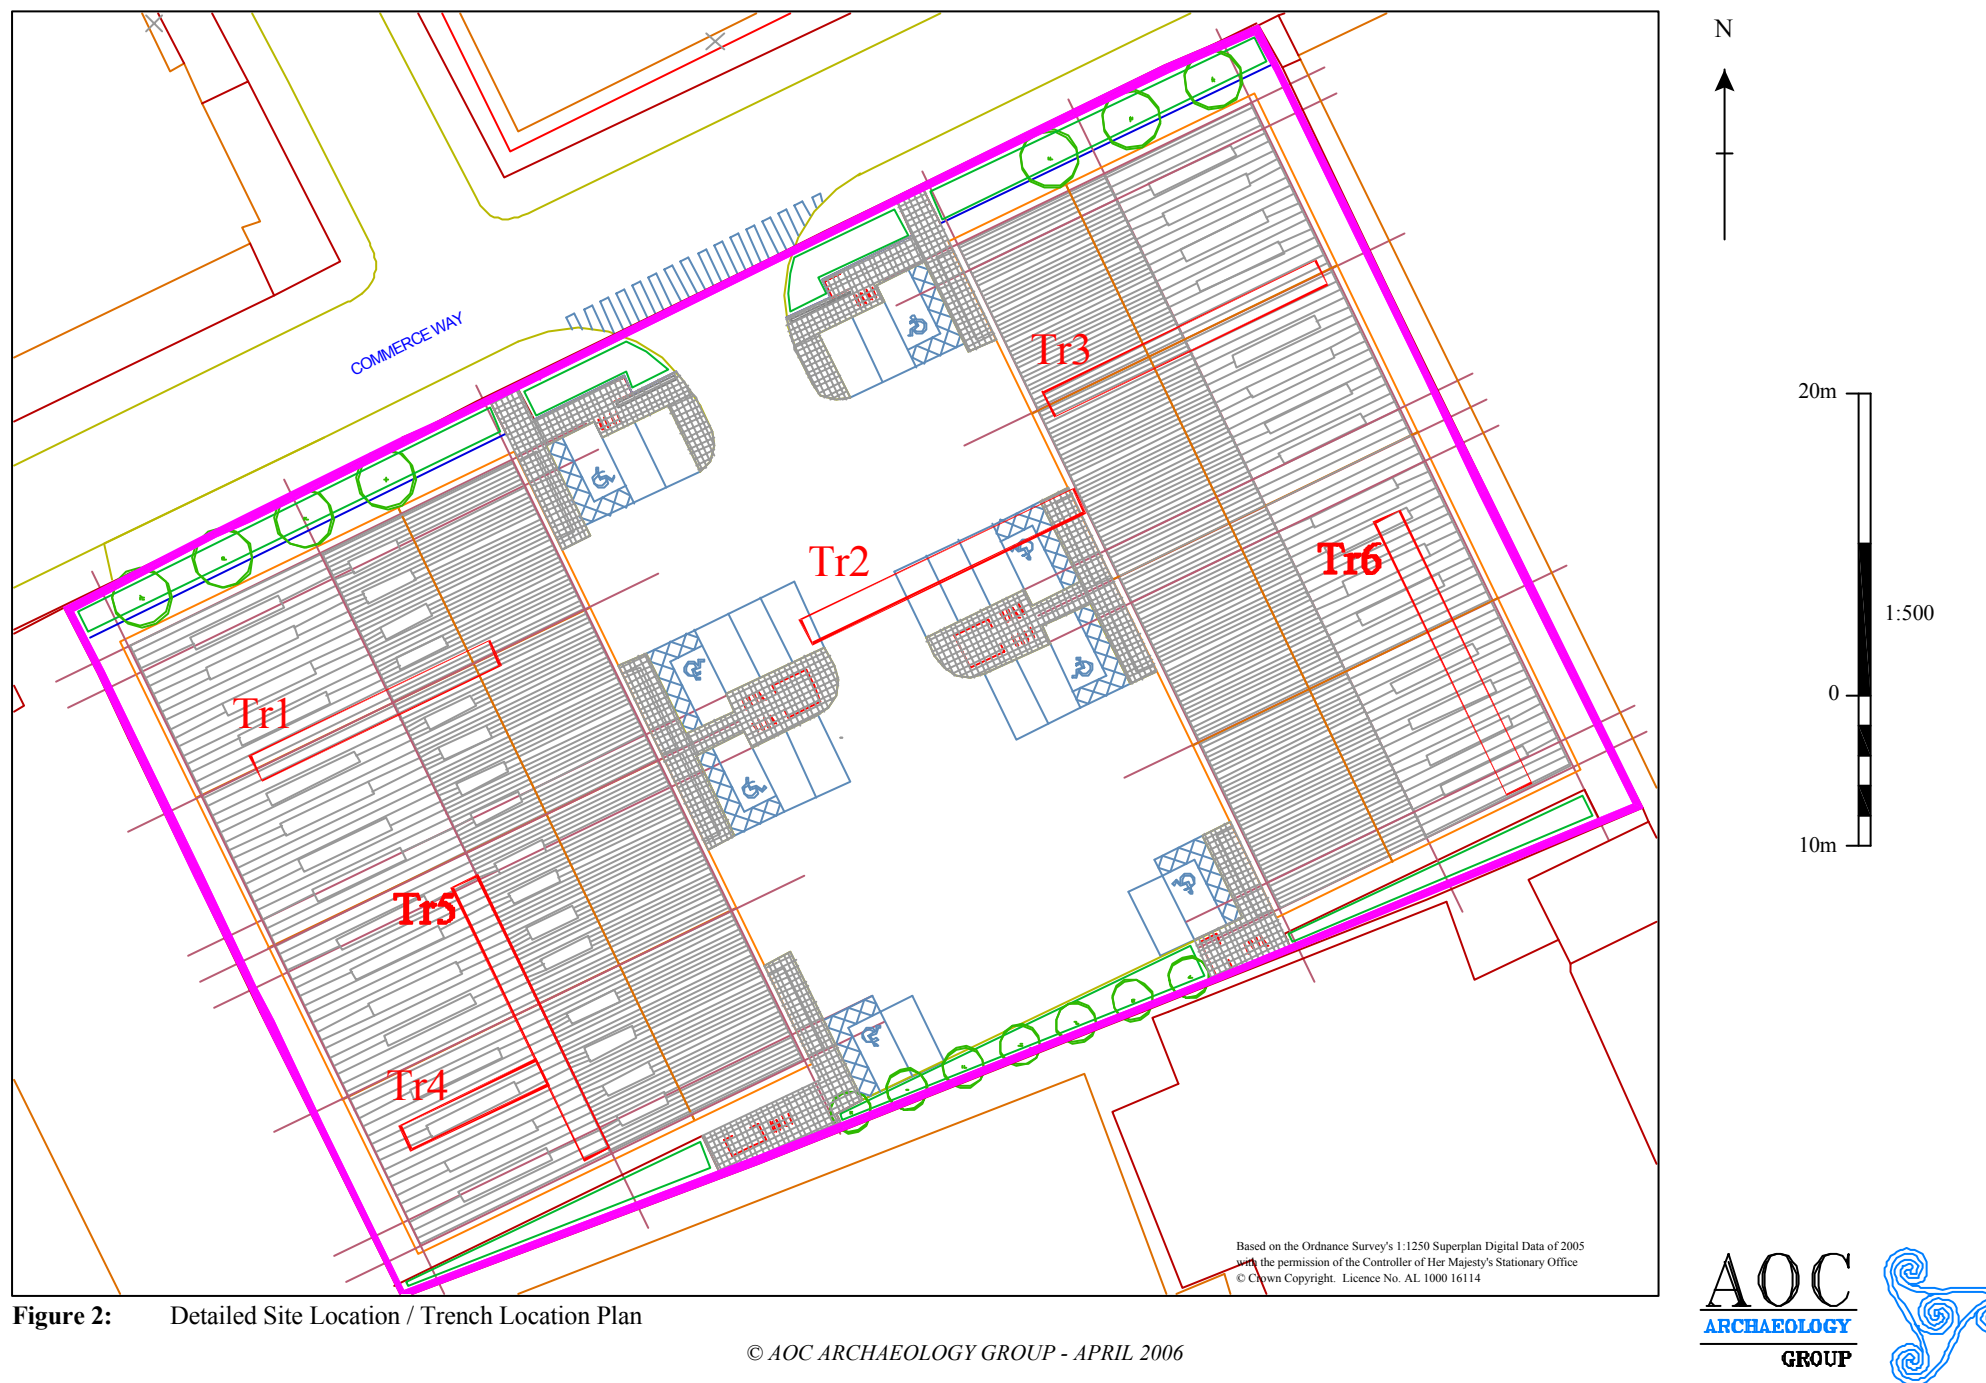 N
COMMERCE WAY
Tr3
20m
Tr2
Tr6
1:500
0
Tr1
10m
Tr5
Tr4
Based on the Ordnance Survey's 1:1250 Superplan Digital Data of 2005
with the permission of the Controller of Her Majesty's Stationary Office
© Crown Copyright. Licence No. AL 1000 16114
Figure 2: Detailed Site Location / Trench Location Plan
© AOC ARCHAEOLOGY GROUP - APRIL 2006
AOC
ARCHAEOLOGY
GROUP